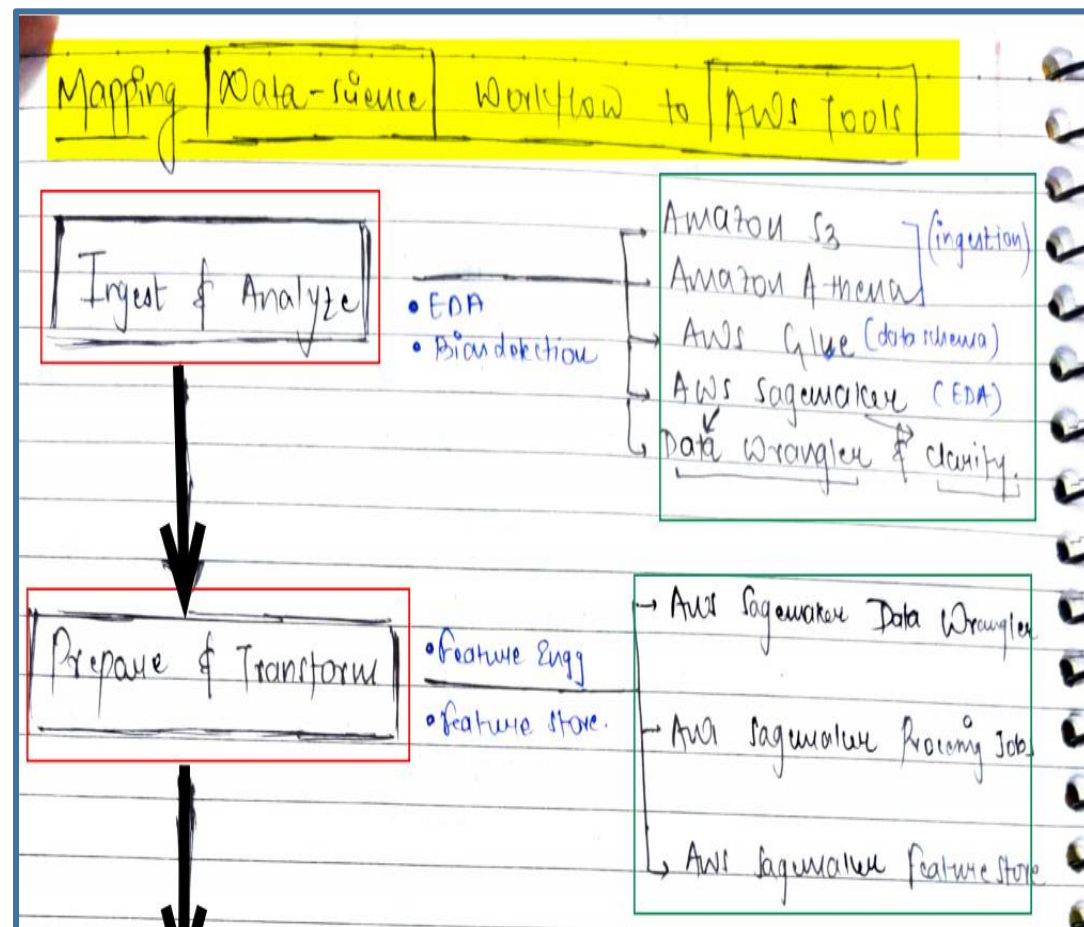 Mapping Data-science Workflow to AWS Tools
Ingest & Analyze
• EDA
• Bias detection
Amazon S3
Amazon Athena
(ingestion)
AWS Glue (data schema)
AWS Sagemaker (EDA)
Data Wrangler & clarify.
Prepare & Transform
• Feature Engg
• Feature Store.
AWS Sagemaker Data Wrangler
AWS Sagemaker Processing Jobs
AWS Sagemaker Feature Store